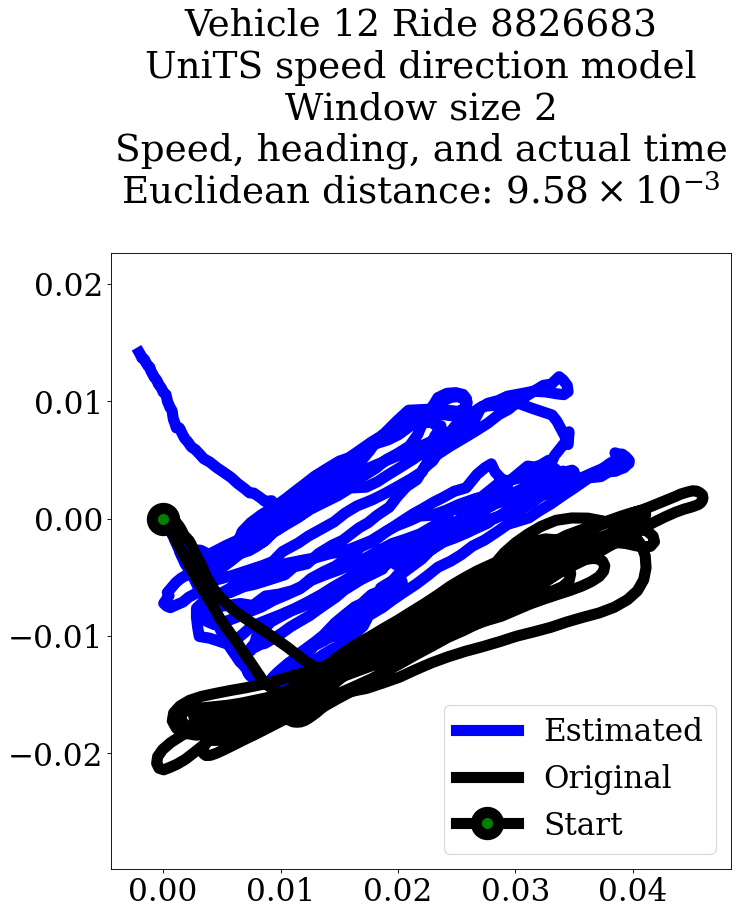 Vehicle 12 Ride 8826683
UniTS speed direction model
Window size 2
Speed, heading, and actual time
Euclidean distance: 9.58 × 10⁻³
0.02
0.01
0.00
−0.01
−0.02
0.00 0.01 0.02 0.03 0.04
Estimated
Original
Start